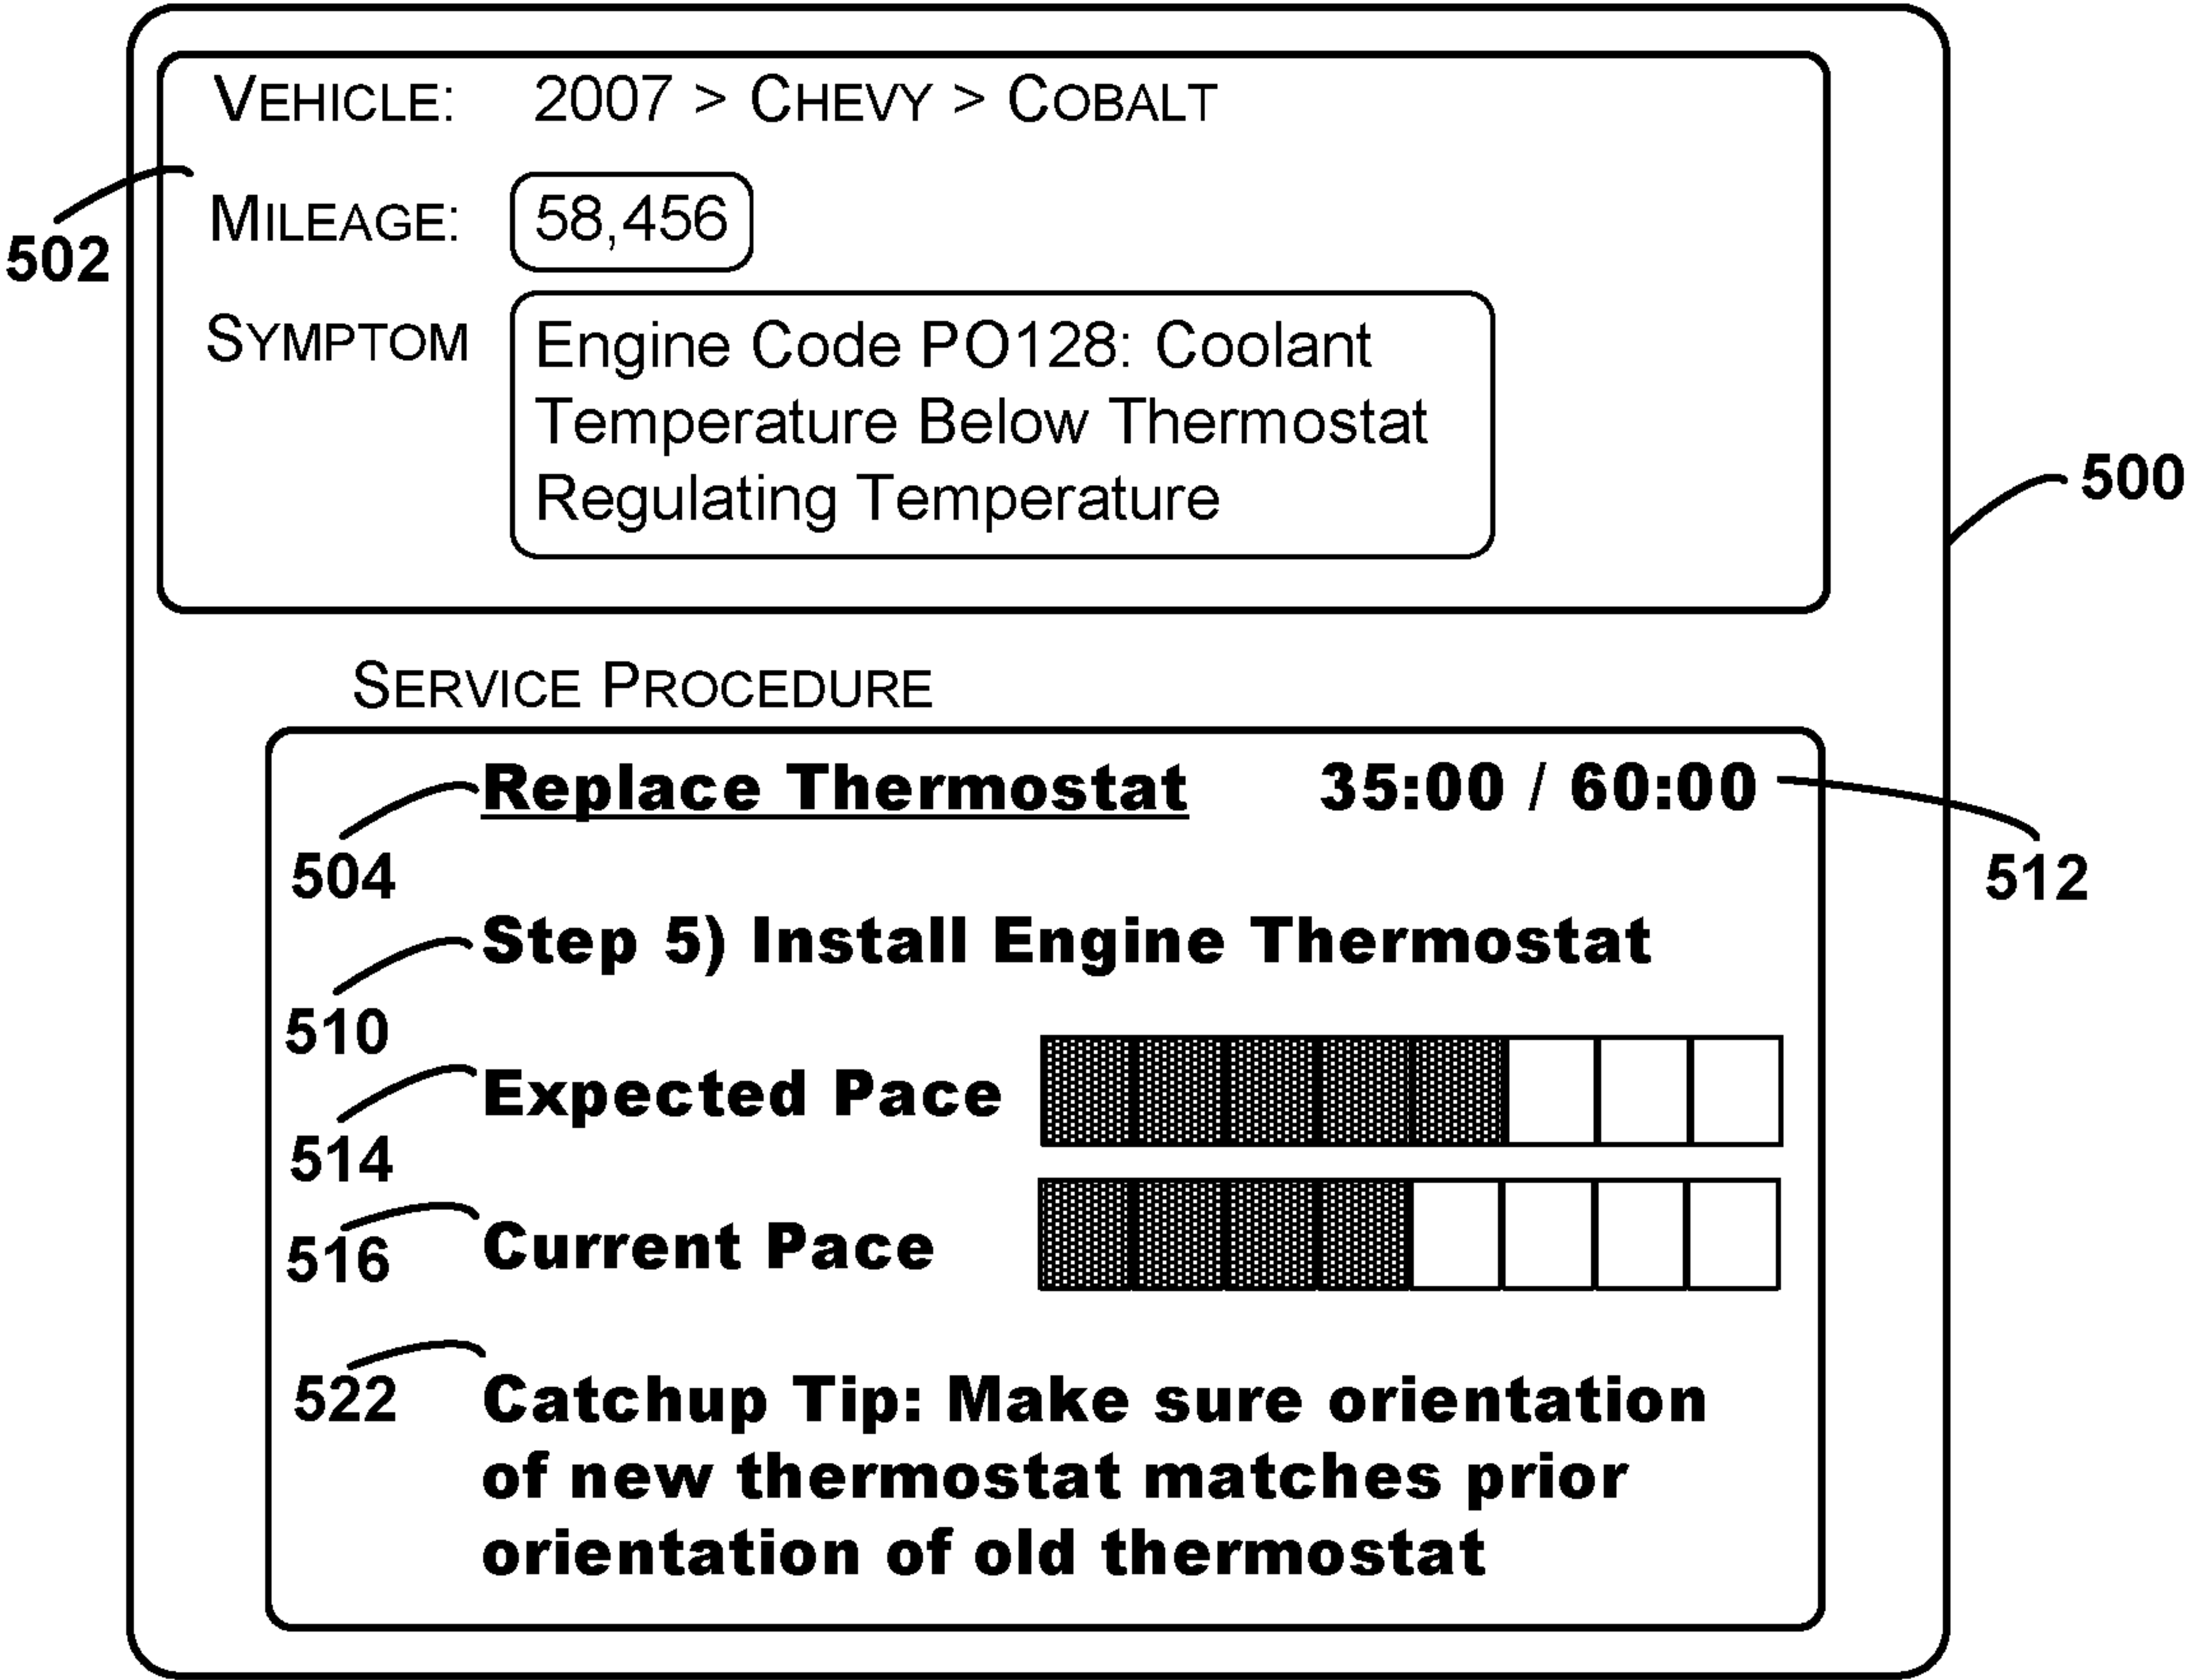 VEHICLE: 2007 > CHEVY > COBALT
MILEAGE: 58,456
502
SYMPTOM Engine Code PO128: Coolant
Temperature Below Thermostat
Regulating Temperature
500
SERVICE PROCEDURE
Replace Thermostat 35:00 / 60:00
504
512
Step 5) Install Engine Thermostat
510
Expected Pace
514
Current Pace
516
522 Catchup Tip: Make sure orientation
of new thermostat matches prior
orientation of old thermostat